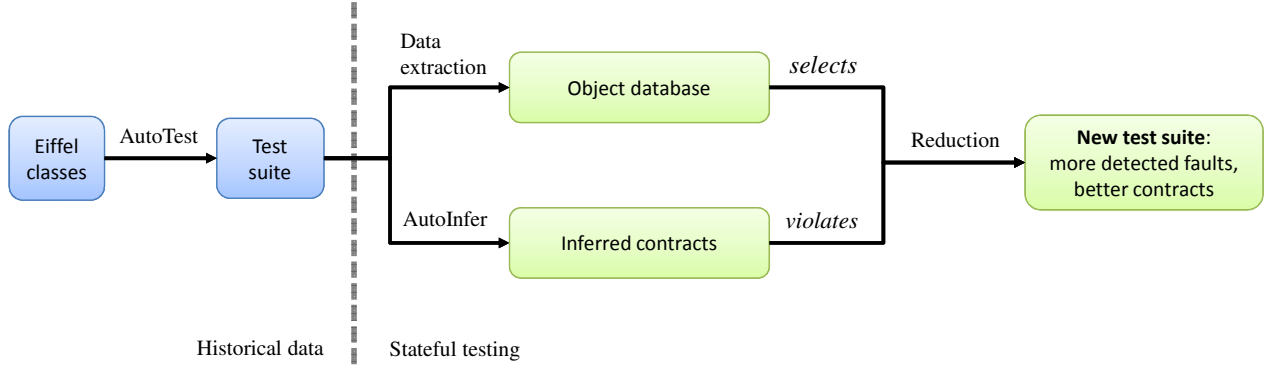 Eiffel
classes
AutoTest
Test
suite
Data
extraction
Object database
selects
AutoInfer
Inferred contracts
violates
Reduction
New test suite:
more detected faults,
better contracts
Historical data
Stateful testing